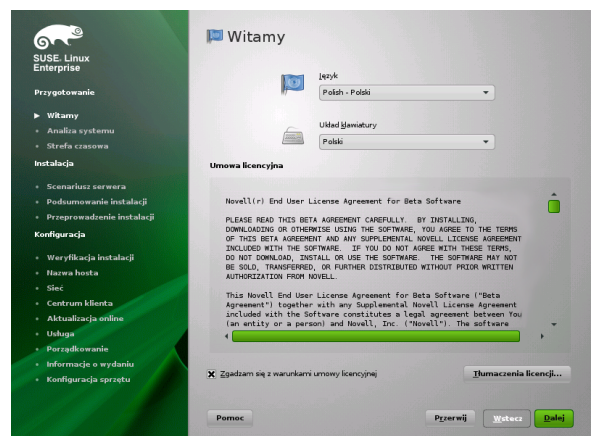 SUSE. Linux
Enterprise
Przygotowanie
Witamy
Analiza systemu
Strefa czasowa
Instalacja
Scenariusz serwera
Podsumowanie instalacji
Przeprowadzenie instalacji
Konfiguracja
Weryfikacja instalacji
Nazwa hosta
Sieć
Centrum klienta
Aktualizacja online
Usługa
Porządkowanie
Informacje o wydaniu
Konfiguracja sprzętu
Witamy
Język
Polish - Polski
Układ klawiatury
Polski
Umowa licencyjna
Novell(r) End User License Agreement for Beta Software
PLEASE READ THIS BETA AGREEMENT CAREFULLY. BY INSTALLING,
DOWNLOADING OR OTHERWISE USING THE SOFTWARE, YOU AGREE TO THE TERMS
OF THIS BETA AGREEMENT AND ANY SUPPLEMENTAL NOVELL LICENSE AGREEMENT
INCLUDED WITH THE SOFTWARE. IF YOU DO NOT AGREE WITH THESE TERMS,
DO NOT DOWNLOAD, INSTALL OR USE THE SOFTWARE. THE SOFTWARE MAY NOT
BE SOLD, TRANSFERRED, OR FURTHER DISTRIBUTED WITHOUT PRIOR WRITTEN
AUTHORIZATION FROM NOVELL.
This Novell End User License Agreement for Beta Software ("Beta
Agreement") together with any Supplemental Novell License Agreement
included with the Software constitutes a legal agreement between You
(an entity or a person) and Novell, Inc. ("Novell"). The software
Zgadzam się z warunkami umowy licencyjnej
Tłumaczenia licencji...
Pomoc
Przerwij
Wstecz
Dalej